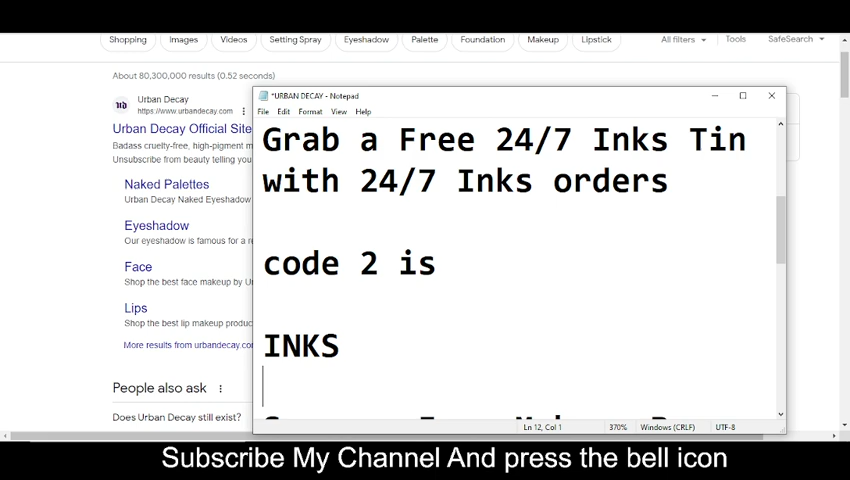 Shopping Images Videos Setting Spray Eyeshadow Palette Foundation Makeup Lipstick All filters Tools SafeSearch
About 80,300,000 results (0.52 seconds)
Urban Decay
https://www.urbandecay.com
Urban Decay Official Site
Badass cruelty-free, high-pigment
Unsubscribe from beauty telling you
Naked Palettes
Urban Decay Naked Eyeshadow
Eyeshadow
Our eyeshadow is famous for a
Face
Shop the best face makeup by
Lips
Shop the best lip makeup
More results from urbandecay.co
People also ask
Does Urban Decay still exist?
*URBAN DECAY - Notepad
File Edit Format View Help
Grab a Free 24/7 Inks Tin
with 24/7 Inks orders
code 2 is
INKS
Ln 12, Col 1 370% Windows (CRLF) UTF-8
Subscribe My Channel And press the bell icon